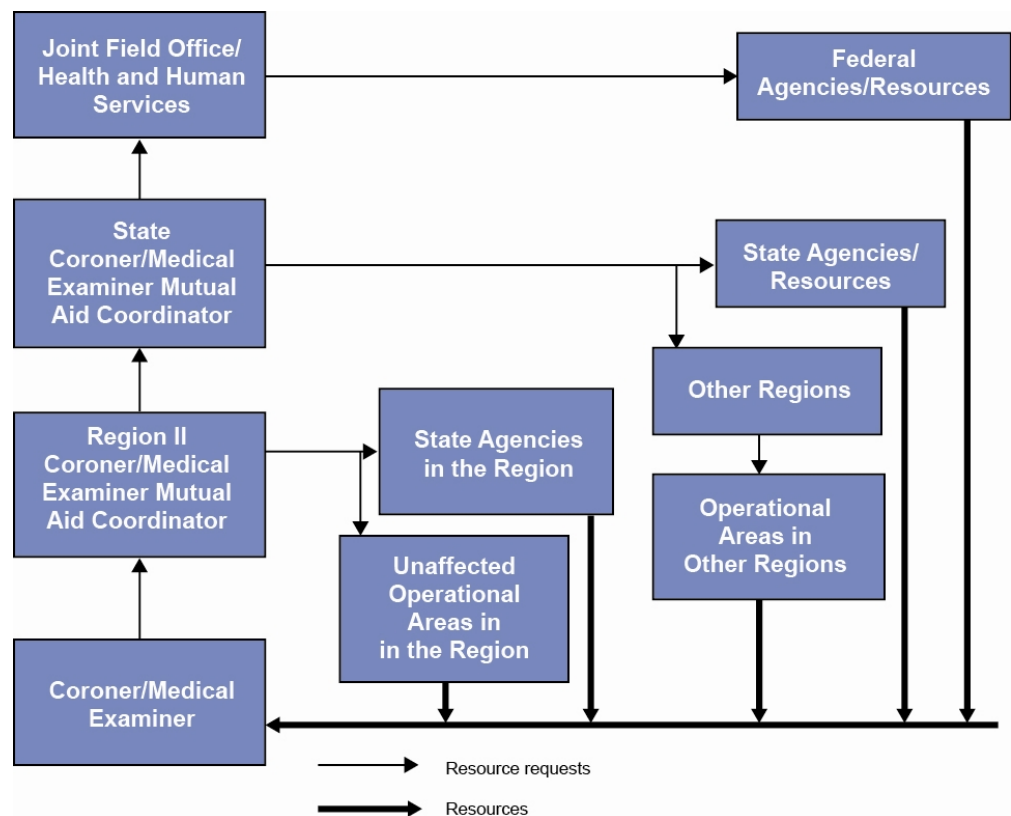 Joint Field Office/
Health and Human
Services
Federal
Agencies/Resources
State
Coroner/Medical
Examiner Mutual
Aid Coordinator
State Agencies/
Resources
Other Regions
Region II
Coroner/Medical
Examiner Mutual
Aid Coordinator
State Agencies
in the Region
Operational
Areas in
Other Regions
Unaffected
Operational
Areas in
in the Region
Coroner/Medical
Examiner
Resource requests
Resources